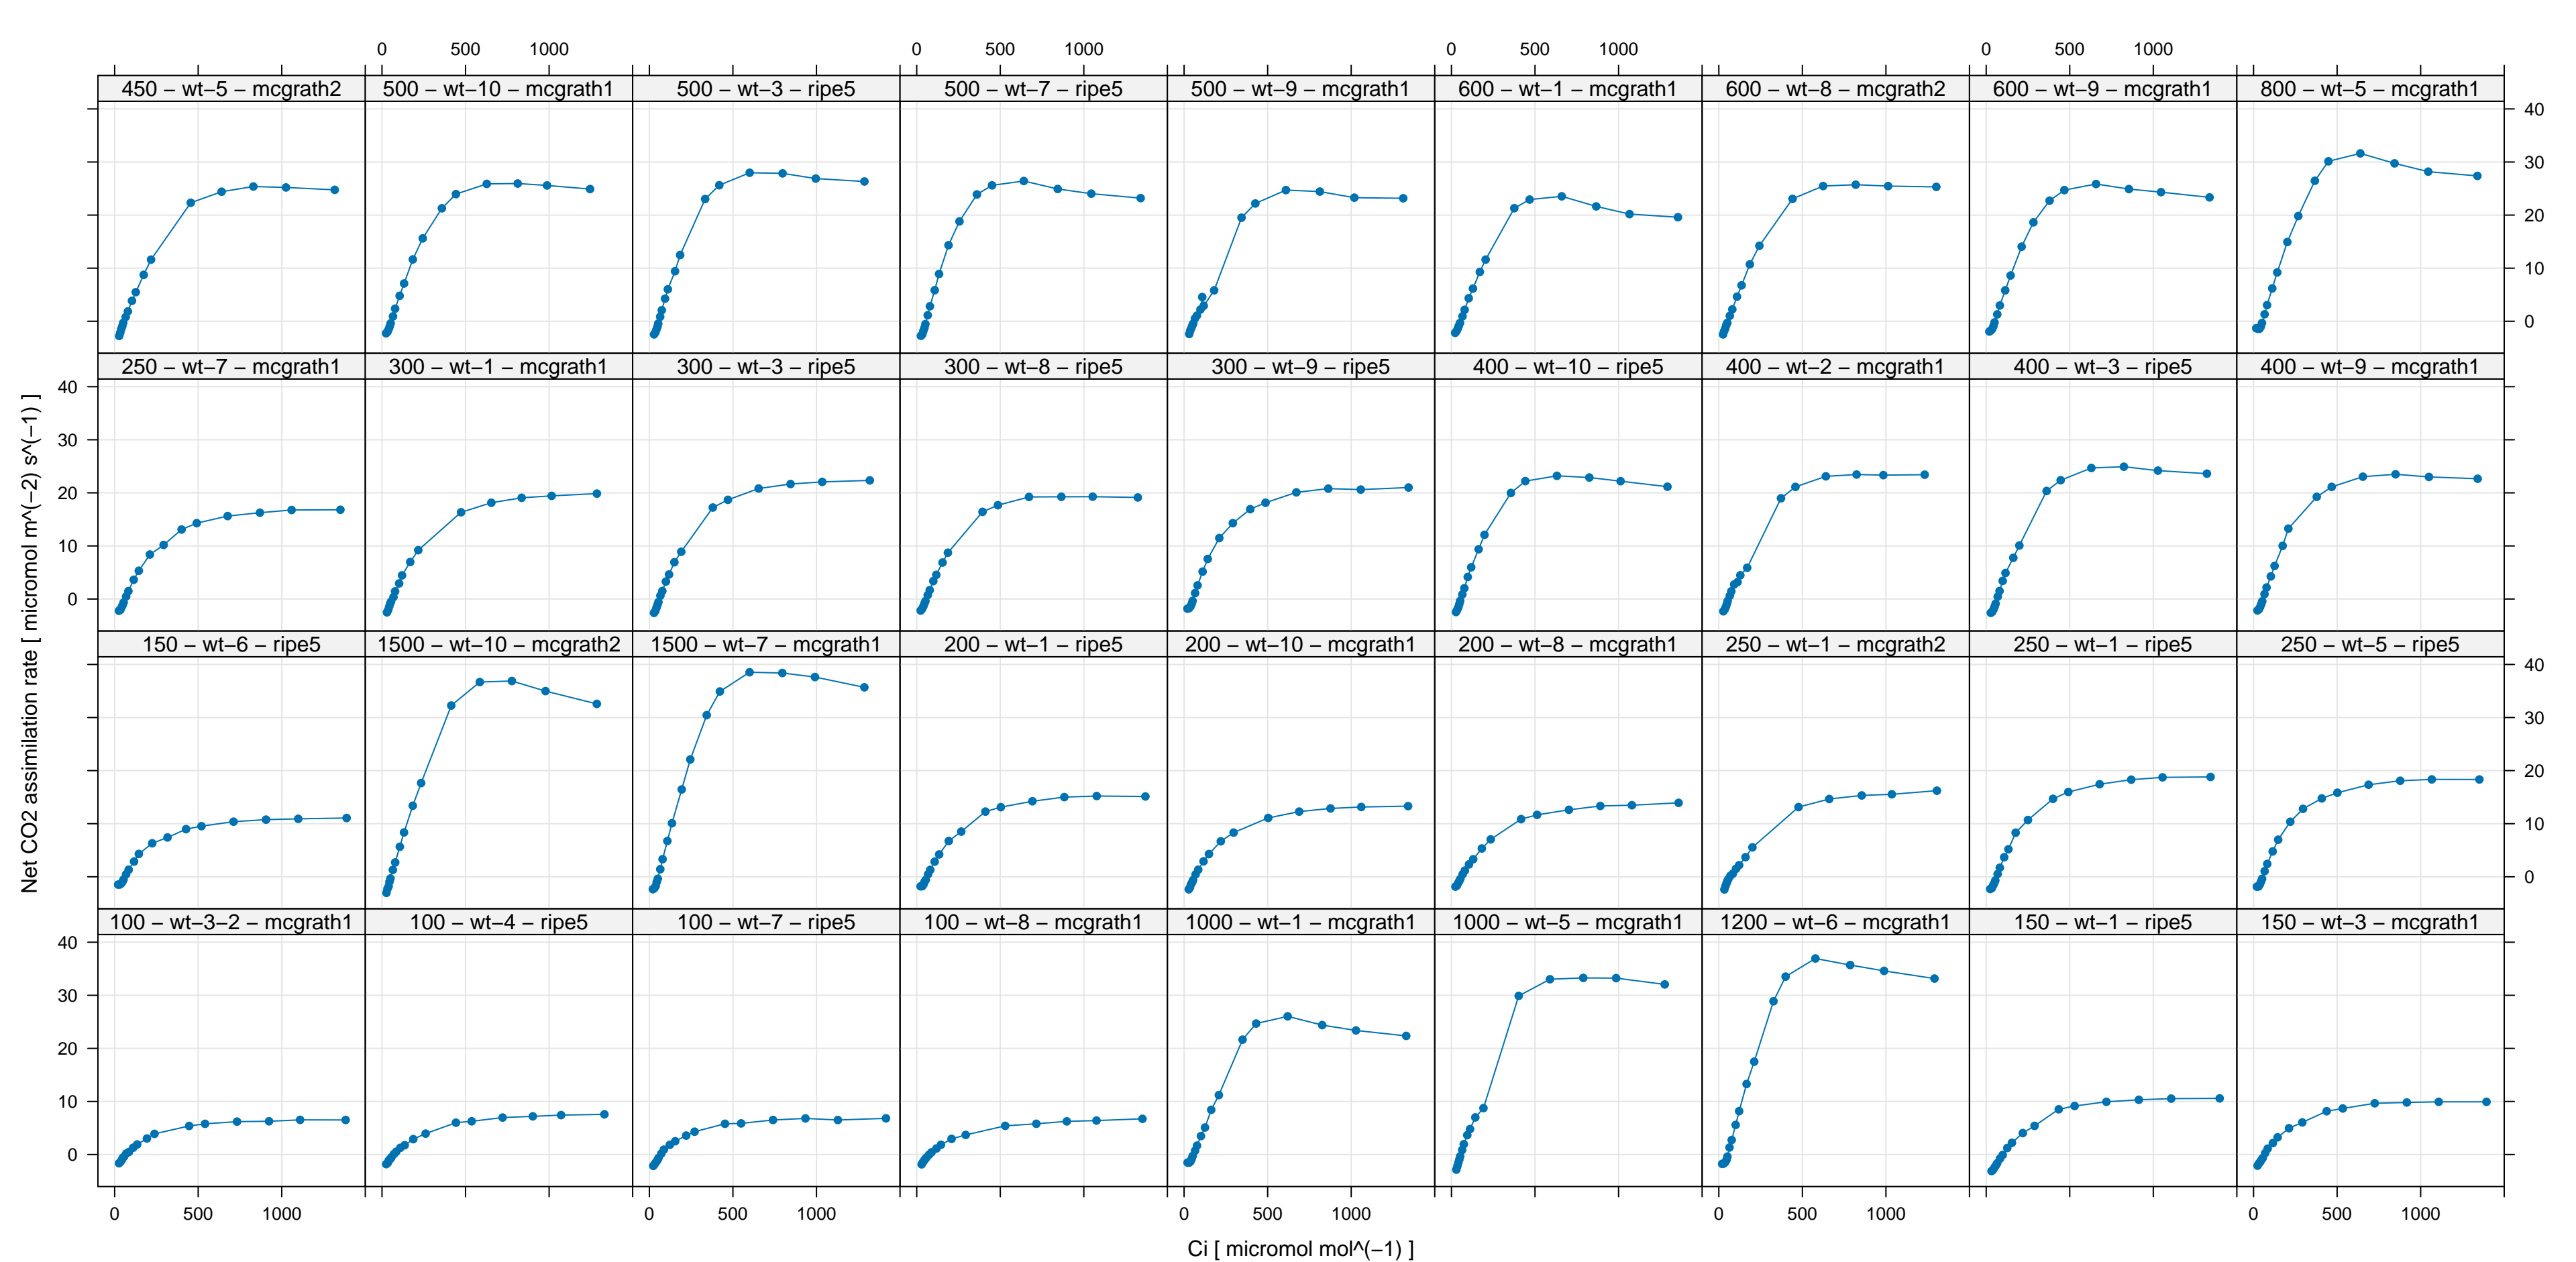 0 500 1000 0 500 1000 0 500 1000 0 500 1000
450 − wt−5 − mcgrath2 500 − wt−10 − mcgrath1 500 − wt−3 − ripe5 500 − wt−7 − ripe5 500 − wt−9 − mcgrath1 600 − wt−1 − mcgrath1 600 − wt−8 − mcgrath2 600 − wt−9 − mcgrath1 800 − wt−5 − mcgrath1
40
30
20
10
0
250 − wt−7 − mcgrath1 300 − wt−1 − mcgrath1 300 − wt−3 − ripe5 300 − wt−8 − ripe5 300 − wt−9 − ripe5 400 − wt−10 − ripe5 400 − wt−2 − mcgrath1 400 − wt−3 − ripe5 400 − wt−9 − mcgrath1
40
30
20
10
0
Net CO2 assimilation rate [ micromol m^(−2) s^(−1) ]
150 − wt−6 − ripe5 1500 − wt−10 − mcgrath2 1500 − wt−7 − mcgrath1 200 − wt−1 − ripe5 200 − wt−10 − mcgrath1 200 − wt−8 − mcgrath1 250 − wt−1 − mcgrath2 250 − wt−1 − ripe5 250 − wt−5 − ripe5
40
30
20
10
0
100 − wt−3−2 − mcgrath1 100 − wt−4 − ripe5 100 − wt−7 − ripe5 100 − wt−8 − mcgrath1 1000 − wt−1 − mcgrath1 1000 − wt−5 − mcgrath1 1200 − wt−6 − mcgrath1 150 − wt−1 − ripe5 150 − wt−3 − mcgrath1
40
30
20
10
0
0 500 1000 0 500 1000 0 500 1000 0 500 1000 0 500 1000
Ci [ micromol mol^(−1) ]